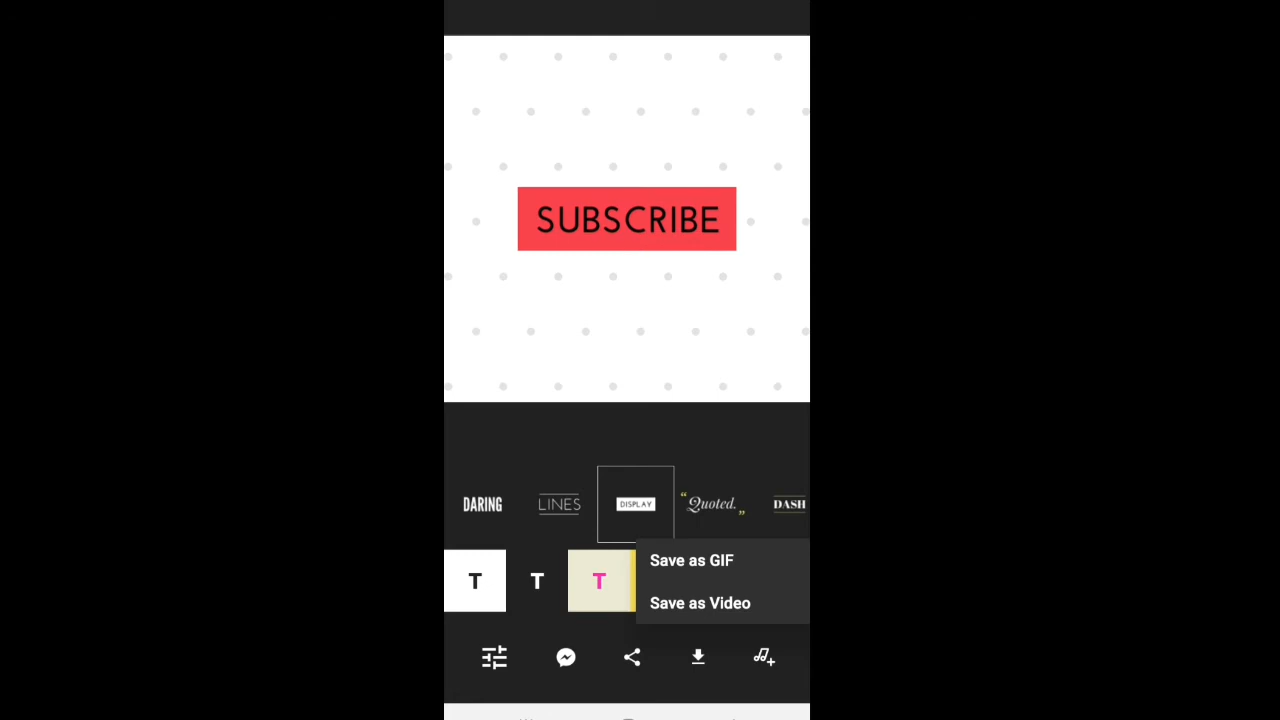 SUBSCRIBE
DARING LINES DISPLAY “Quoted.„ DASH
Save as GIF
T T T
Save as Video